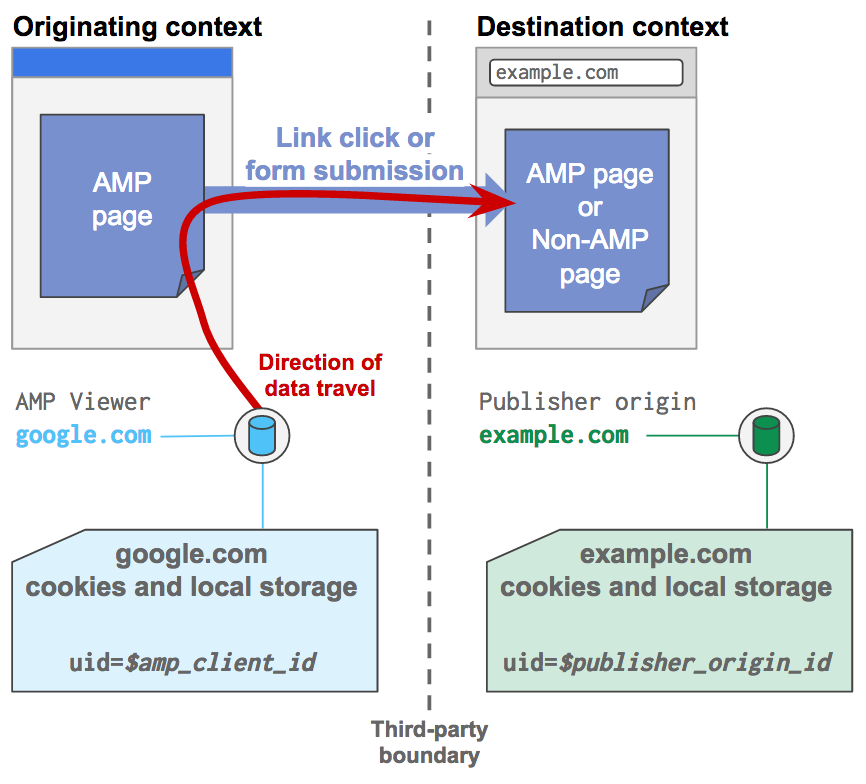 Originating context
Destination context
example.com
Link click or
form submission
AMP
page
AMP page
or
Non-AMP
page
Direction of
data travel
AMP Viewer
google.com
Publisher origin
example.com
google.com
cookies and local storage
uid=$amp_client_id
example.com
cookies and local storage
uid=$publisher_origin_id
Third-party
boundary